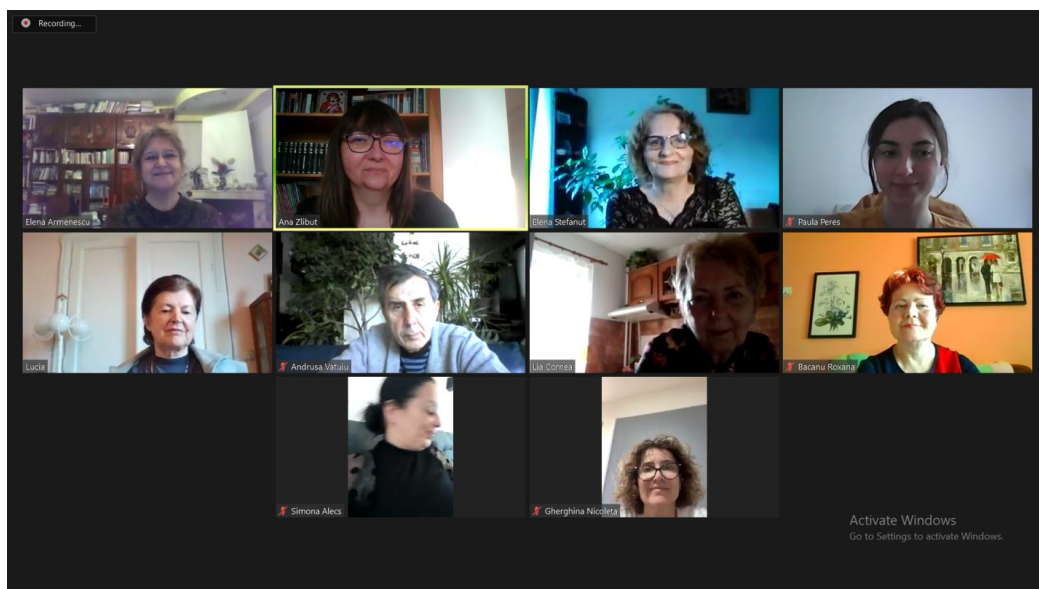 Recording...
Elena Armenescu
Ana Zlibut
Elena Stefanut
Paula Peres
Lucia
Andrusa Vatuiu
Lia Cornea
Bacanu Roxana
Simona Alecs
Gherghina Nicoleta
Activate Windows
Go to Settings to activate Windows.